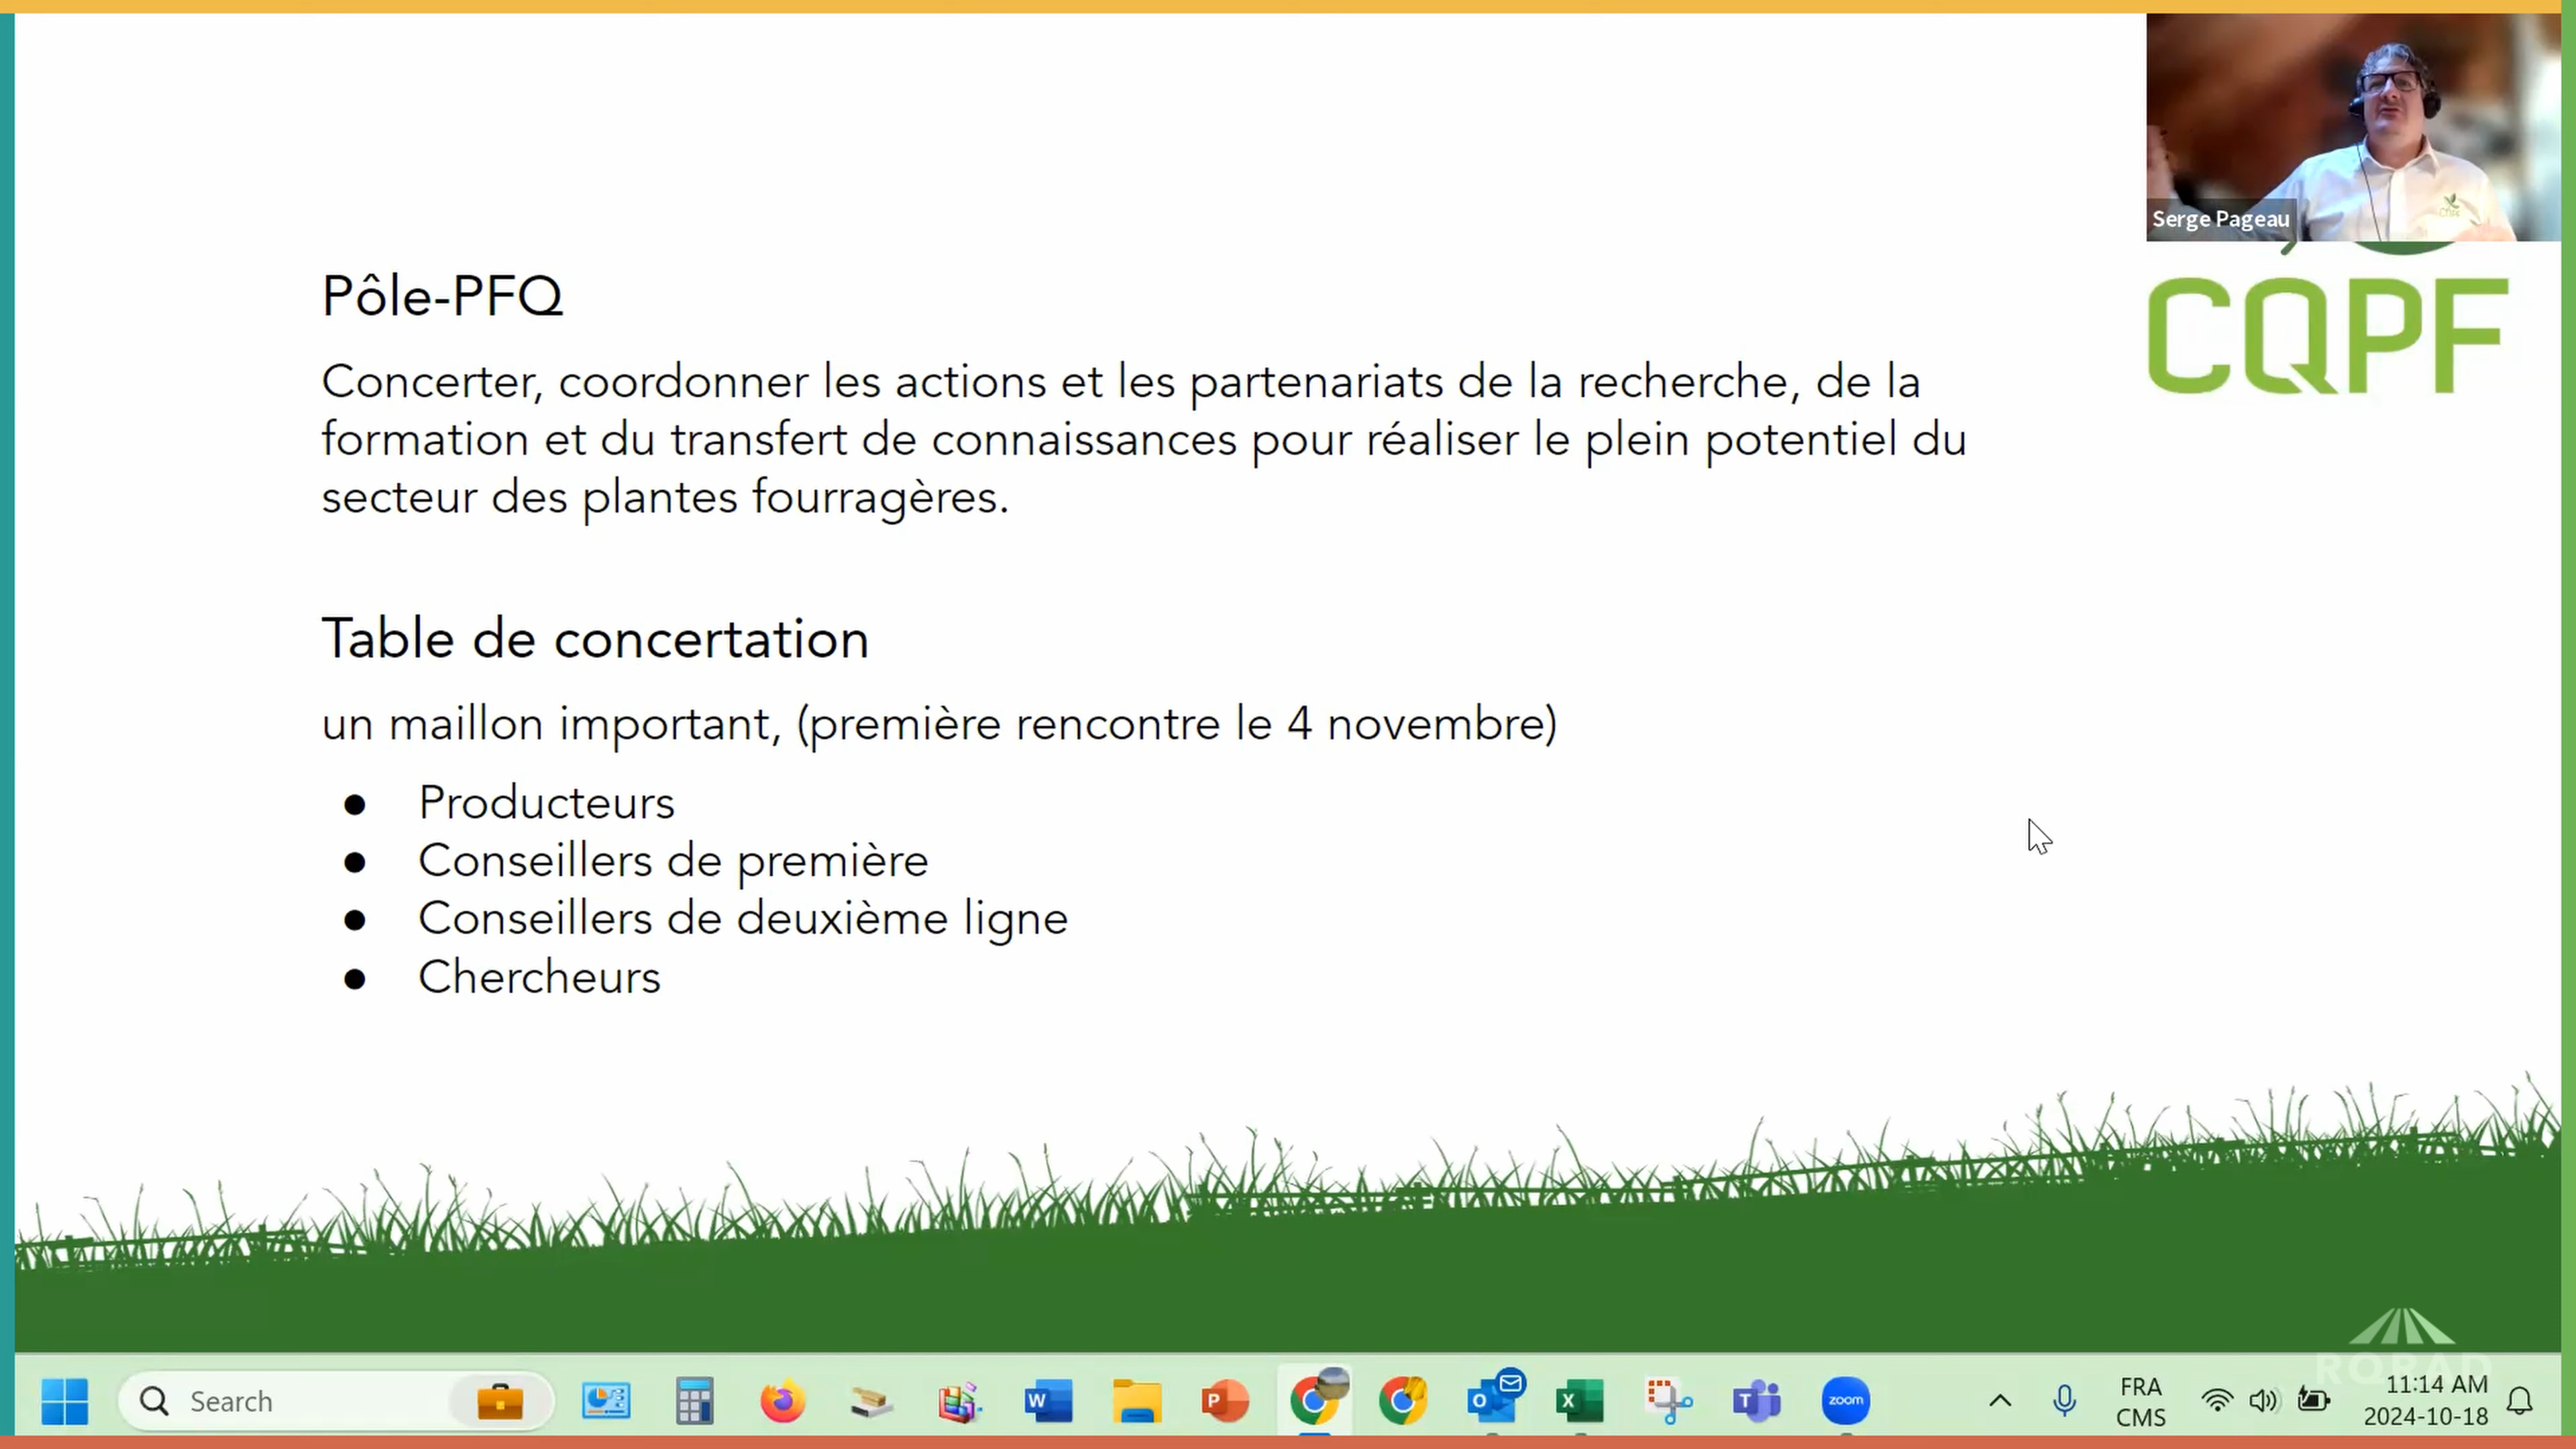 Serge Pageau
CQPF
Pôle-PFQ
Concerter, coordonner les actions et les partenariats de la recherche, de la
formation et du transfert de connaissances pour réaliser le plein potentiel du
secteur des plantes fourragères.
Table de concertation
un maillon important, (première rencontre le 4 novembre)
● Producteurs
● Conseillers de première
● Conseillers de deuxième ligne
● Chercheurs
RQRAD
Search
zoom
FRA
CMS
11:14 AM
2024-10-18